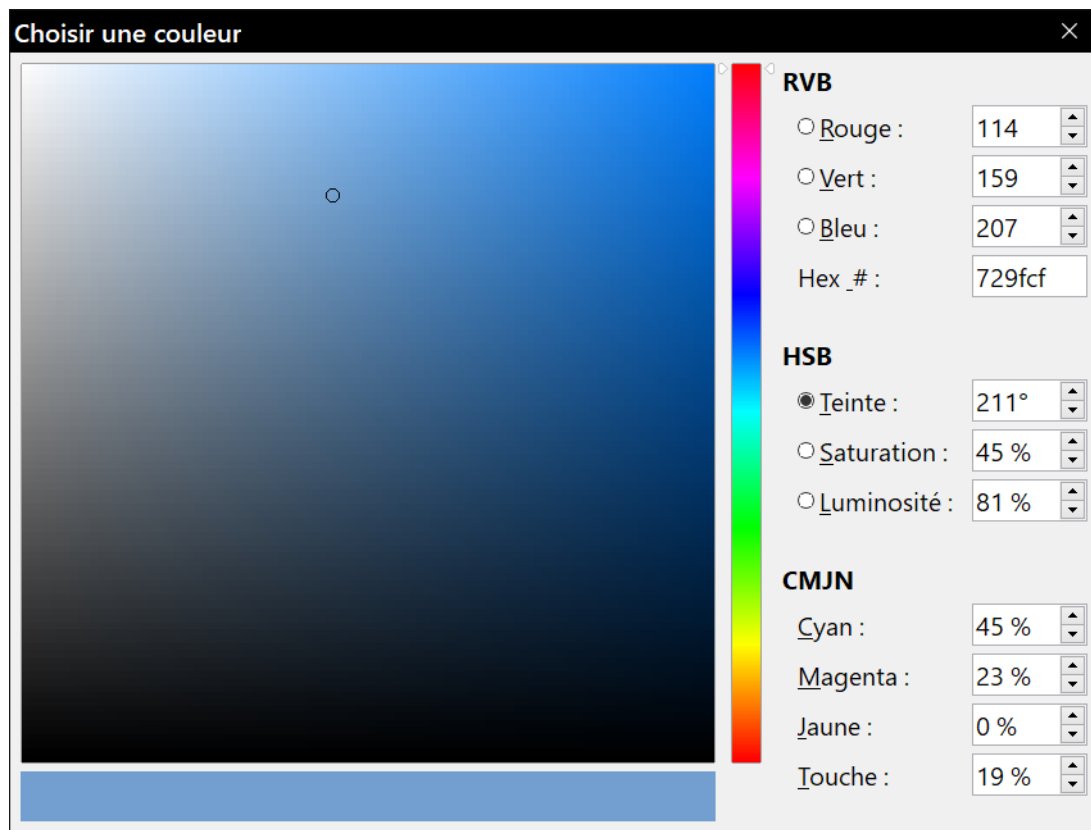 Choisir une couleur
RVB
Rouge : 114
Vert : 159
Bleu : 207
Hex _# : 729fcf
HSB
Teinte : 211°
Saturation : 45 %
Luminosité : 81 %
CMJN
Cyan : 45 %
Magenta : 23 %
Jaune : 0 %
Touche : 19 %